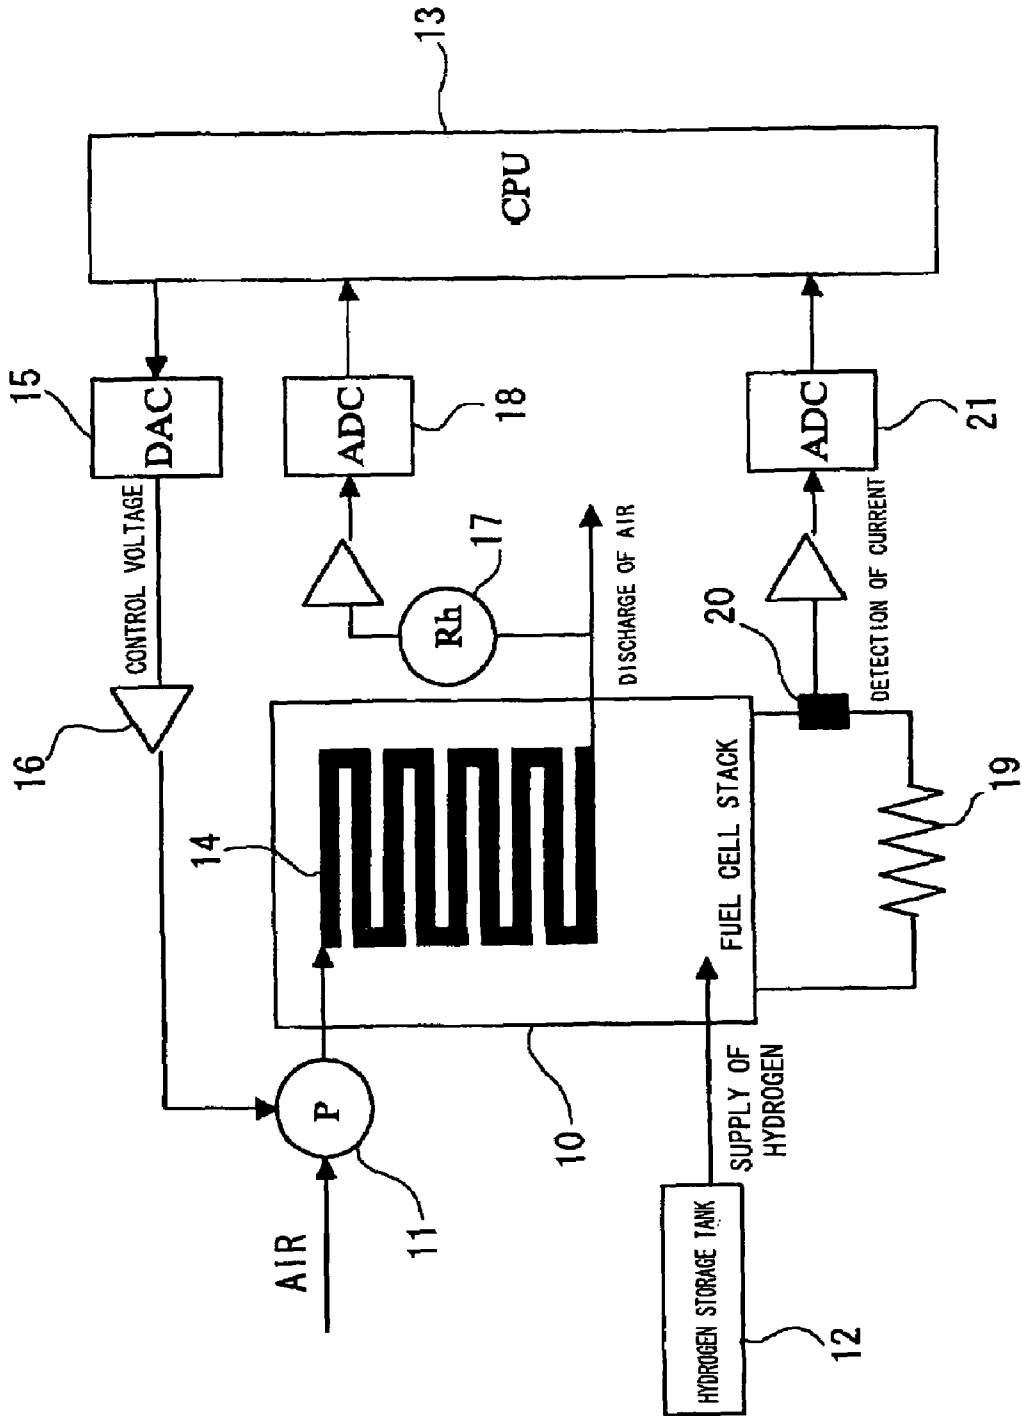 13
CPU
15
DAC
ADC
18
ADC
21
CONTROL VOLTAGE
16
Rh
17
DISCHARGE OF AIR
20
DETECTION OF CURRENT
14
FUEL CELL STACK
19
P
11
AIR
10
SUPPLY OF
HYDROGEN
HYDROGEN STORAGE TANK
12